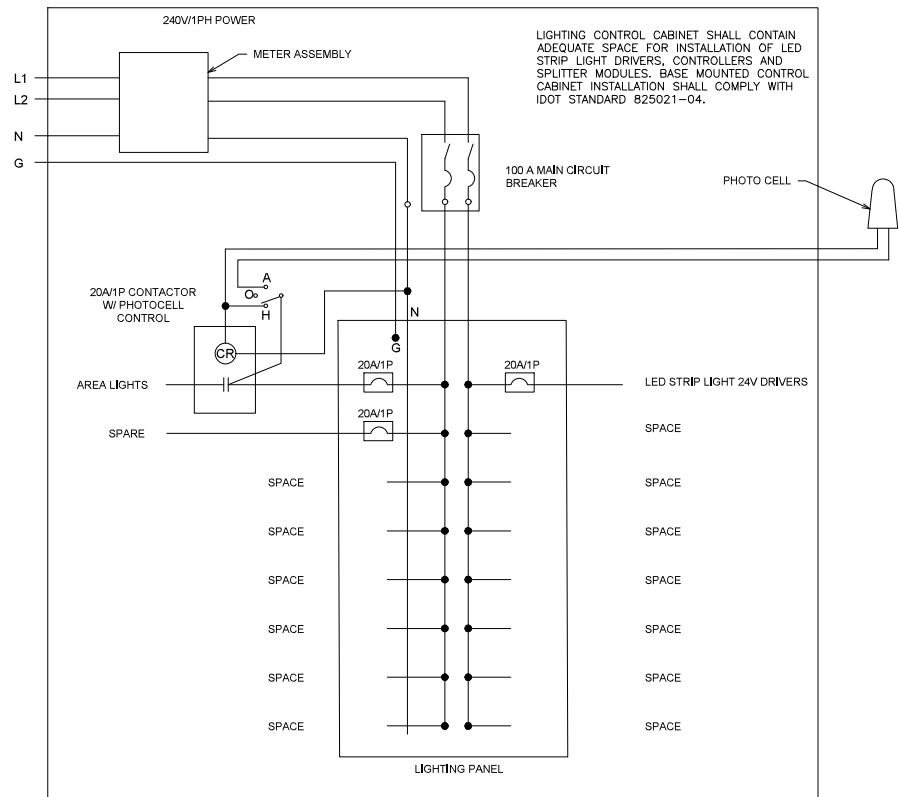 240V/1PH POWER
LIGHTING CONTROL CABINET SHALL CONTAIN
ADEQUATE SPACE FOR INSTALLATION OF LED
STRIP LIGHT DRIVERS, CONTROLLERS AND
SPLITTER MODULES. BASE MOUNTED CONTROL
CABINET INSTALLATION SHALL COMPLY WITH
IDOT STANDARD 825021-04.
METER ASSEMBLY
L1
L2
N
G
100 A MAIN CIRCUIT
BREAKER
PHOTO CELL
20A/1P CONTACTOR
W/ PHOTOCELL
CONTROL
A
O
H
N
G
CR
20A/1P
20A/1P
AREA LIGHTS
LED STRIP LIGHT 24V DRIVERS
20A/1P
SPARE
SPACE
SPACE
SPACE
SPACE
SPACE
SPACE
SPACE
SPACE
SPACE
SPACE
SPACE
SPACE
SPACE
LIGHTING PANEL